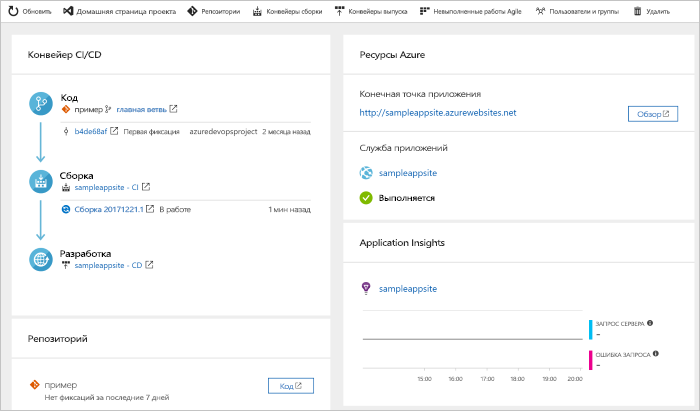 Обновить Домашняя страница проекта Репозитории Конвейеры сборки Конвейеры выпуска Невыполненные работы Agile Пользователи и группы Удалить
Конвейер CI/CD
Код
пример главная ветвь
b4de68af Первая фиксация azuredevopsproject 2 месяца назад
Сборка
sampleappsite - CI
Сборка 20171221.1 В работе 1 мин назад
Разработка
sampleappsite - CD
Репозиторий
пример
Нет фиксаций за последние 7 дней
Код
Ресурсы Azure
Конечная точка приложения
http://sampleappsite.azurewebsites.net
Обзор
Служба приложений
sampleappsite
Выполняется
Application Insights
sampleappsite
ЗАПРОС СЕРВЕРА
--
ОШИБКА ЗАПРОСА
--
15:00 16:00 17:00 18:00 19:00 20:00